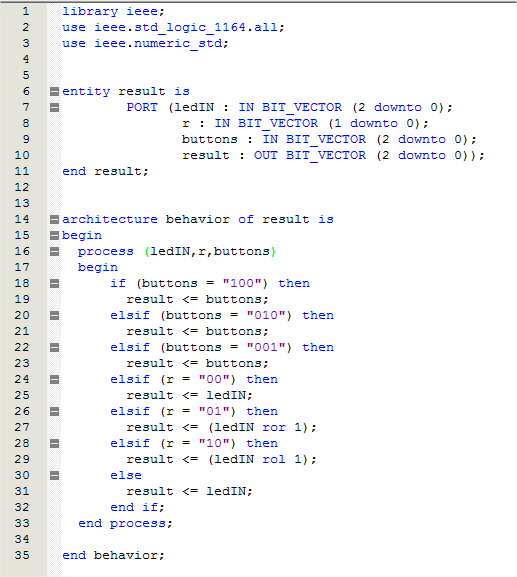 1 library ieee;
2 use ieee.std_logic_1164.all;
3 use ieee.numeric_std;
4
5
6 entity result is
7 PORT (ledIN : IN BIT_VECTOR (2 downto 0);
8 r : IN BIT_VECTOR (1 downto 0);
9 buttons : IN BIT_VECTOR (2 downto 0);
10 result : OUT BIT_VECTOR (2 downto 0));
11 end result;
12
13
14 architecture behavior of result is
15 begin
16 process (ledIN,r,buttons)
17 begin
18 if (buttons = "100") then
19 result <= buttons;
20 elsif (buttons = "010") then
21 result <= buttons;
22 elsif (buttons = "001") then
23 result <= buttons;
24 elsif (r = "00") then
25 result <= ledIN;
26 elsif (r = "01") then
27 result <= (ledIN ror 1);
28 elsif (r = "10") then
29 result <= (ledIN rol 1);
30 else
31 result <= ledIN;
32 end if;
33 end process;
34
35 end behavior;